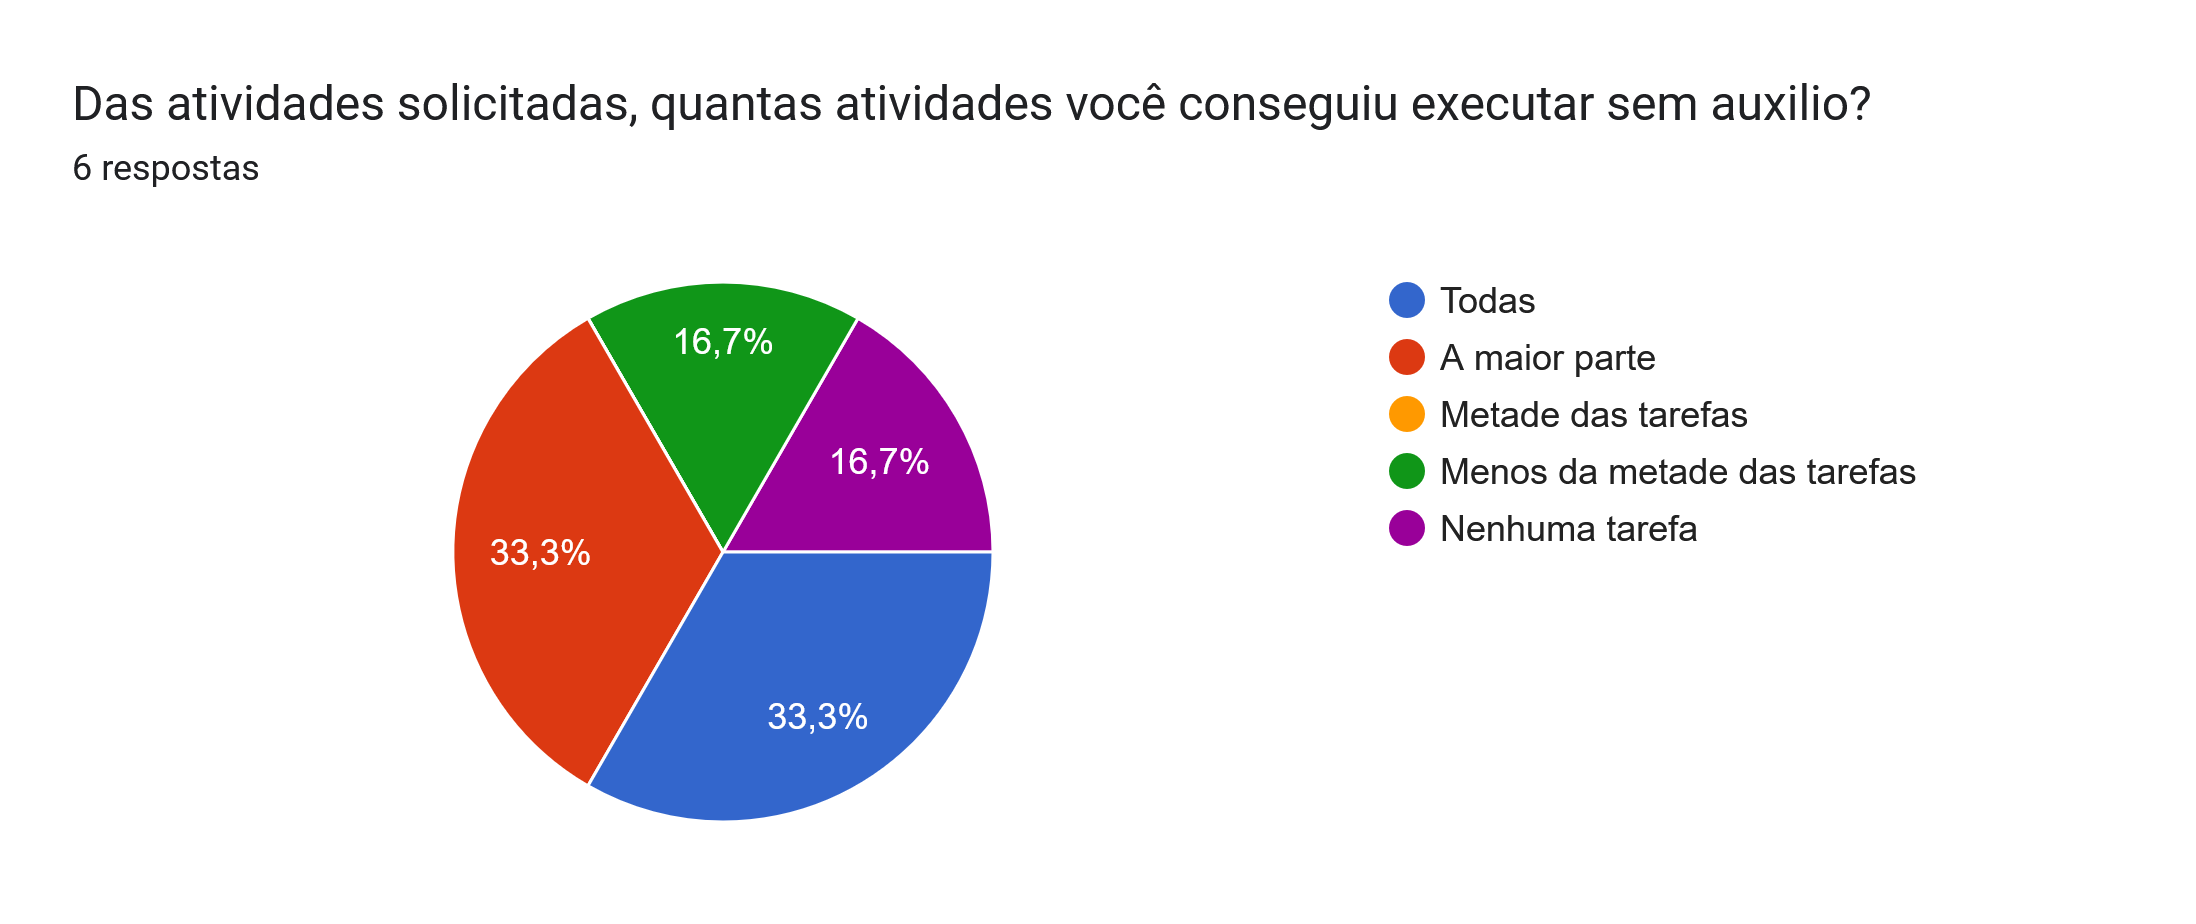 Das atividades solicitadas, quantas atividades você conseguiu executar sem auxilio?
6 respostas
16,7%
16,7%
33,3%
33,3%
Todas
A maior parte
Metade das tarefas
Menos da metade das tarefas
Nenhuma tarefa